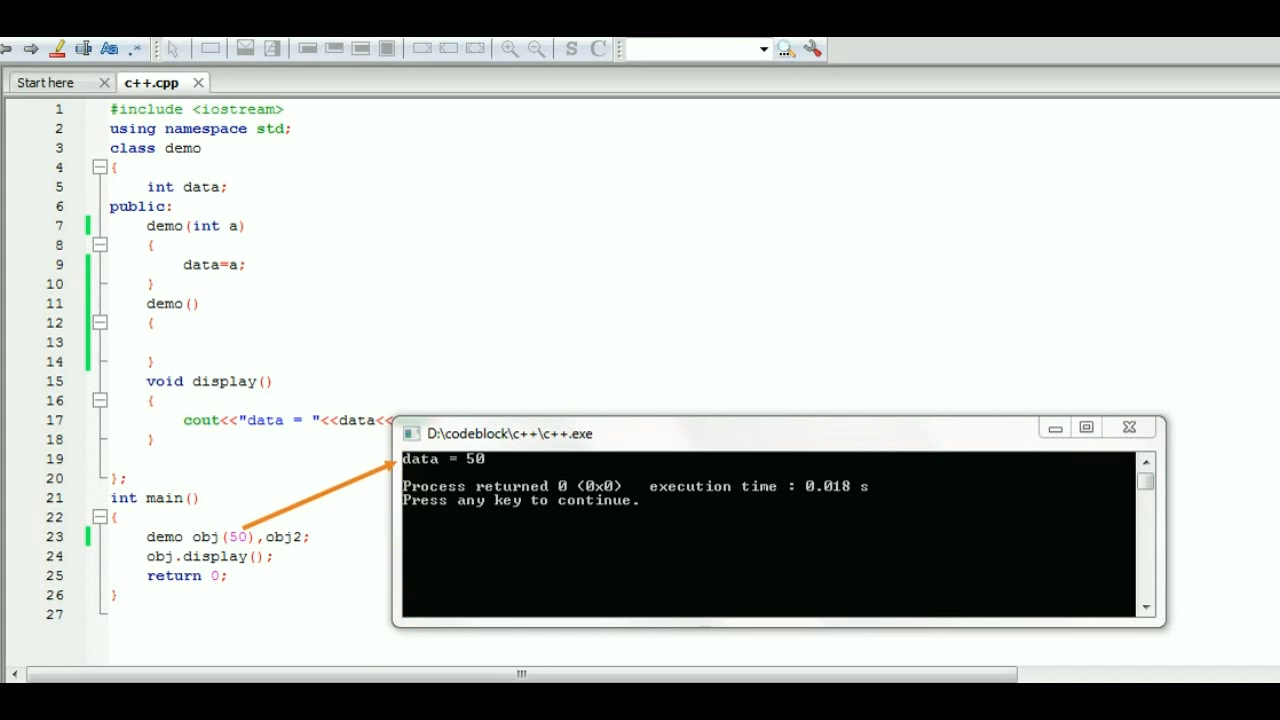 Start here
c++.cpp
1 #include <iostream>
2 using namespace std;
3 class demo
4 {
5 int data;
6 public:
7 demo(int a)
8 {
9 data=a;
10 }
11 demo()
12 {
13
14 }
15 void display()
16 {
17 cout<<"data = "<<data<<
18 }
19
20 };
21 int main()
22 {
23 demo obj(50),obj2;
24 obj.display();
25 return 0;
26 }
27
D:\codeblock\c++\c++.exe
data = 50
Process returned 0 (0x0) execution time : 0.018 s
Press any key to continue.